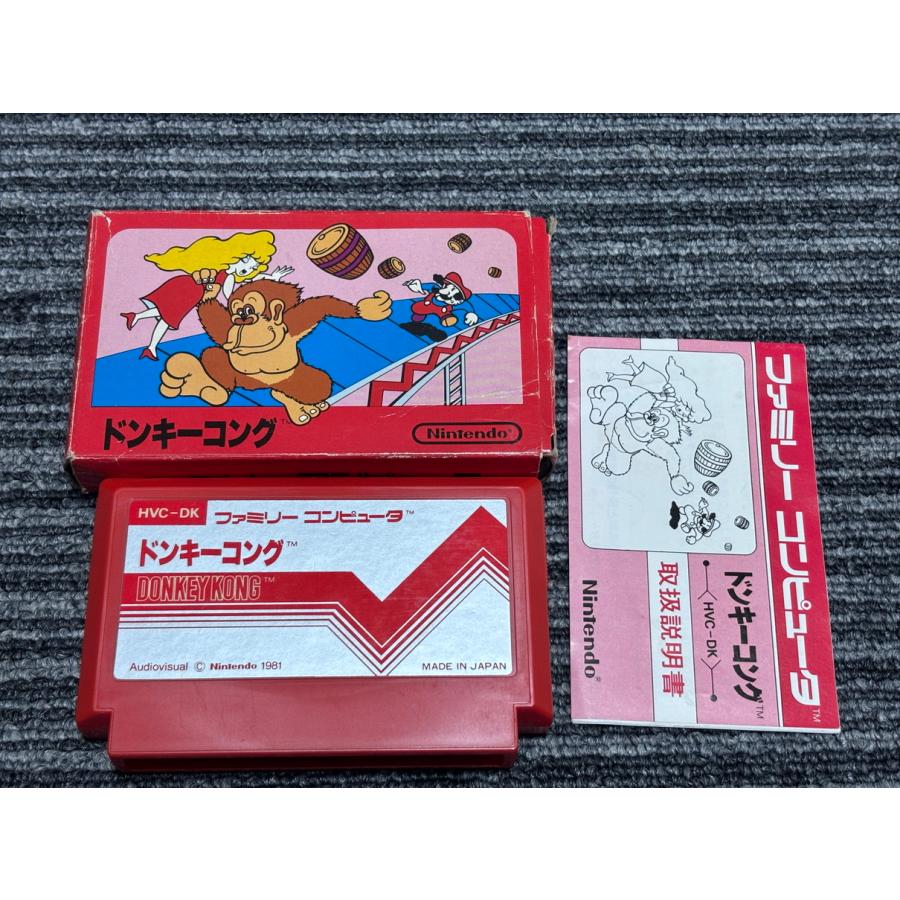 ドンキーコング™
Nintendo®
HVC-DK
ファミリー コンピュータ™
ドンキーコング™
DONKEY KONG™
Audiovisual © Nintendo 1981
MADE IN JAPAN
ファミリー コンピュータ™
ドンキーコング™
〈HVC-DK〉
取扱説明書
Nintendo®